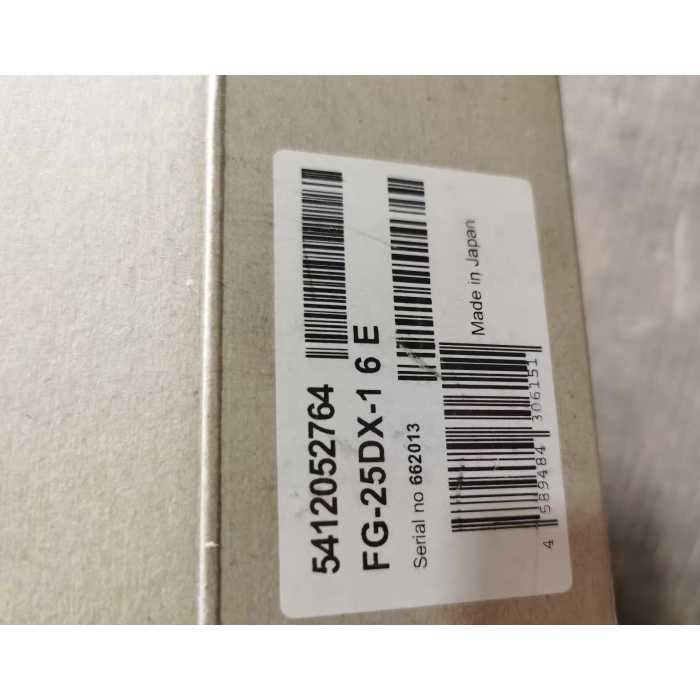 5412052764
FG-25DX-1 6 E
Serial no 662013
Made in Japan
4 589484 306151